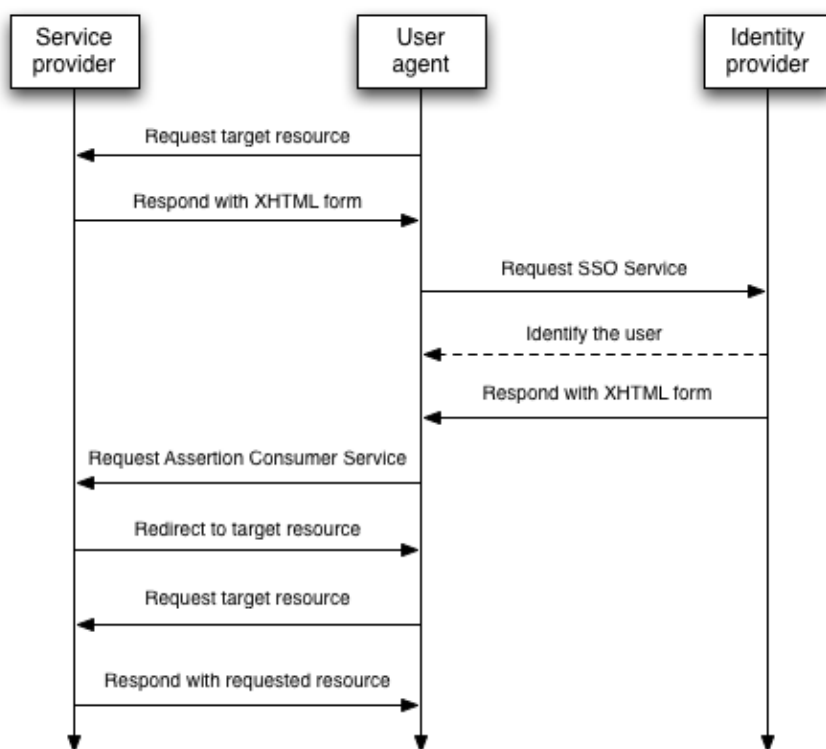 Service
provider
User
agent
Identity
provider
Request target resource
Respond with XHTML form
Request SSO Service
Identify the user
Respond with XHTML form
Request Assertion Consumer Service
Redirect to target resource
Request target resource
Respond with requested resource